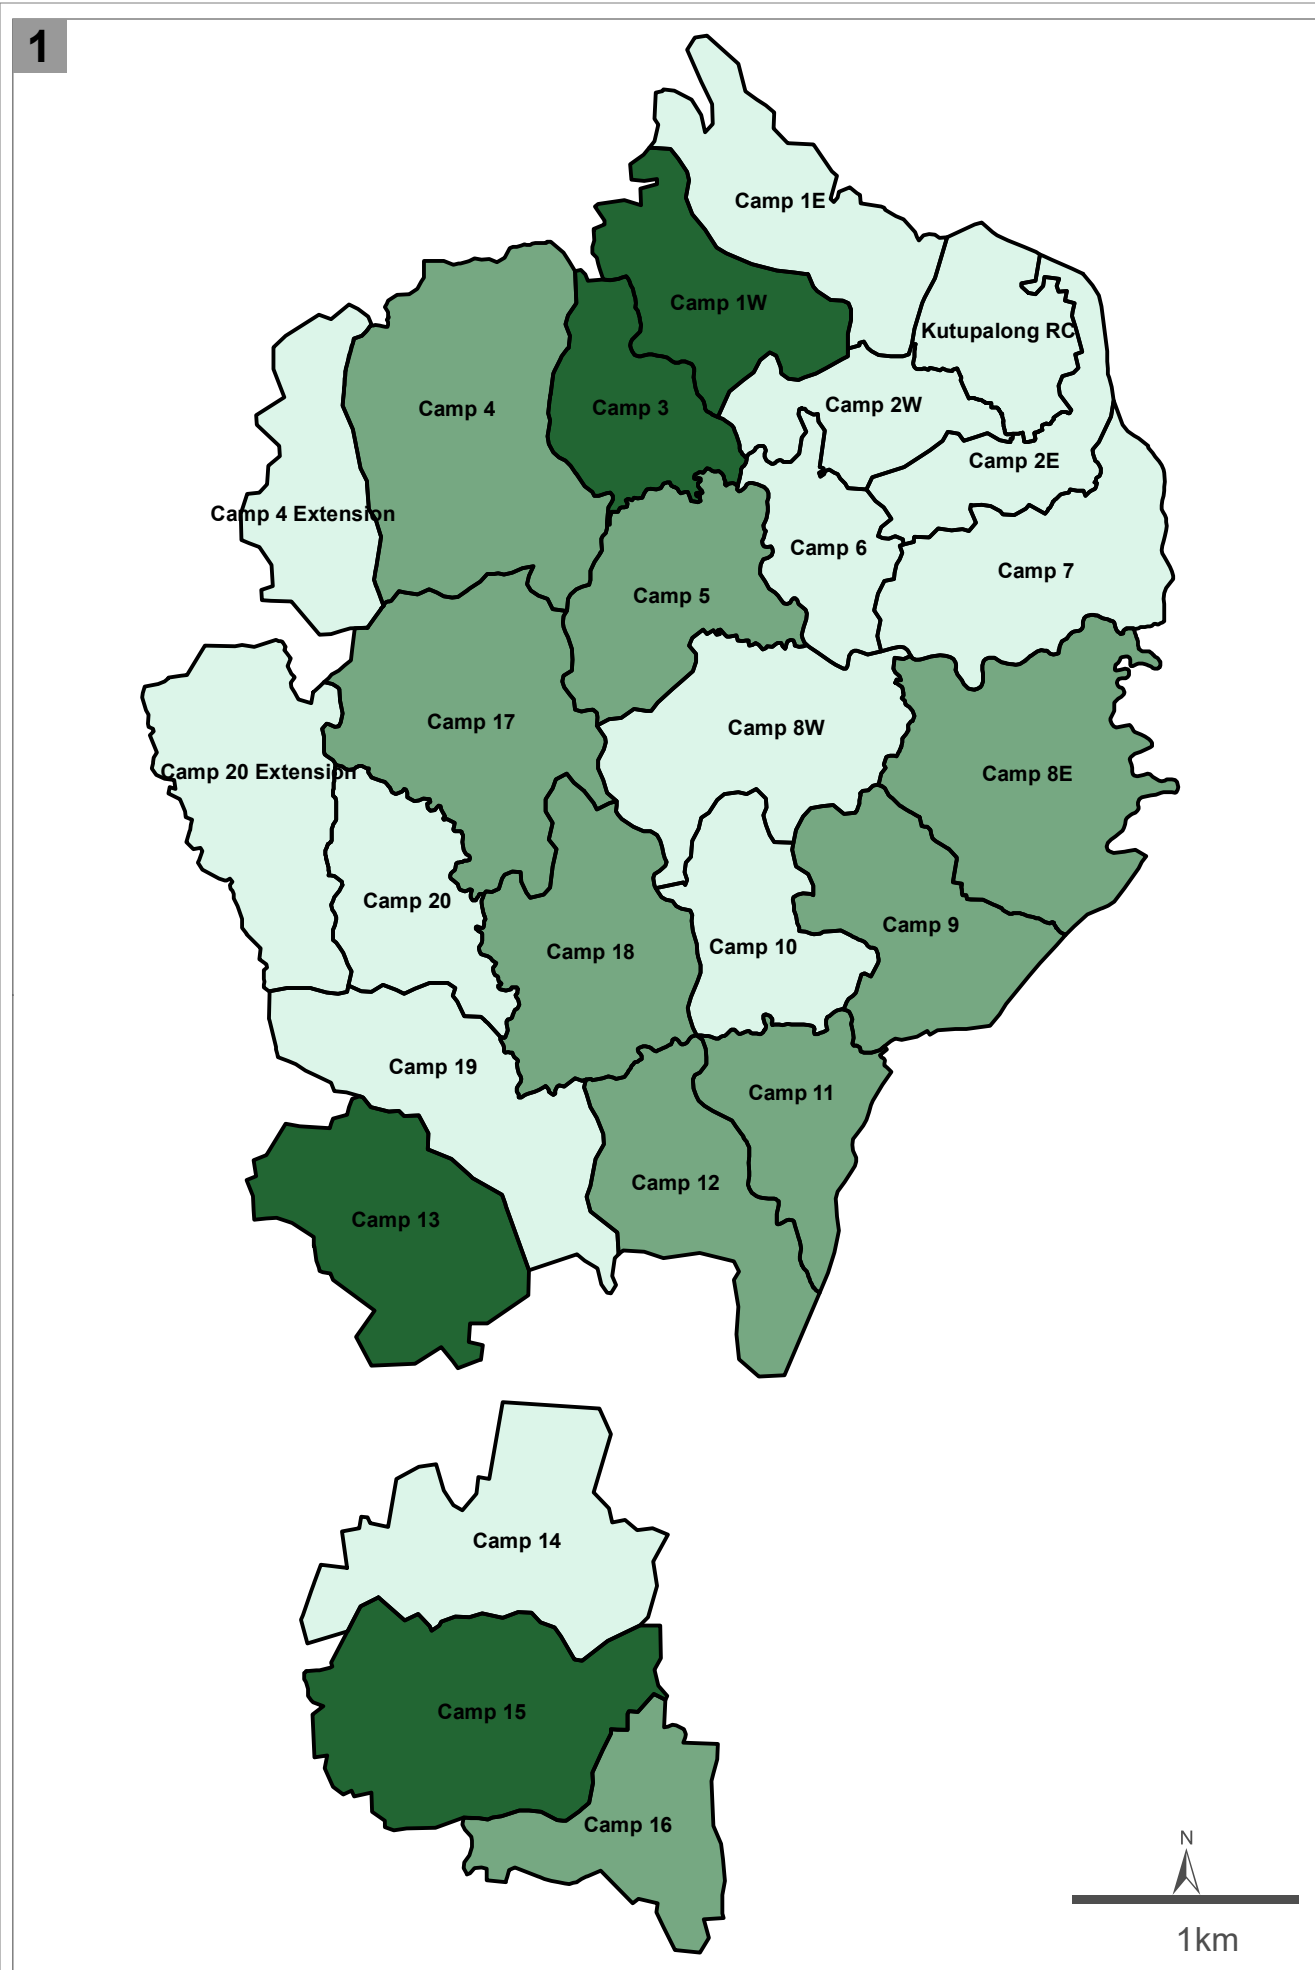 1
Camp 1E
Camp 1W
Kutupalong RC
Camp 4
Camp 3
Camp 2W
Camp 2E
Camp 4 Extension
Camp 6
Camp 7
Camp 5
Camp 17
Camp 8W
Camp 20 Extension
Camp 8E
Camp 20
Camp 9
Camp 18
Camp 10
Camp 19
Camp 11
Camp 12
Camp 13
Camp 14
Camp 15
Camp 16
N
1km